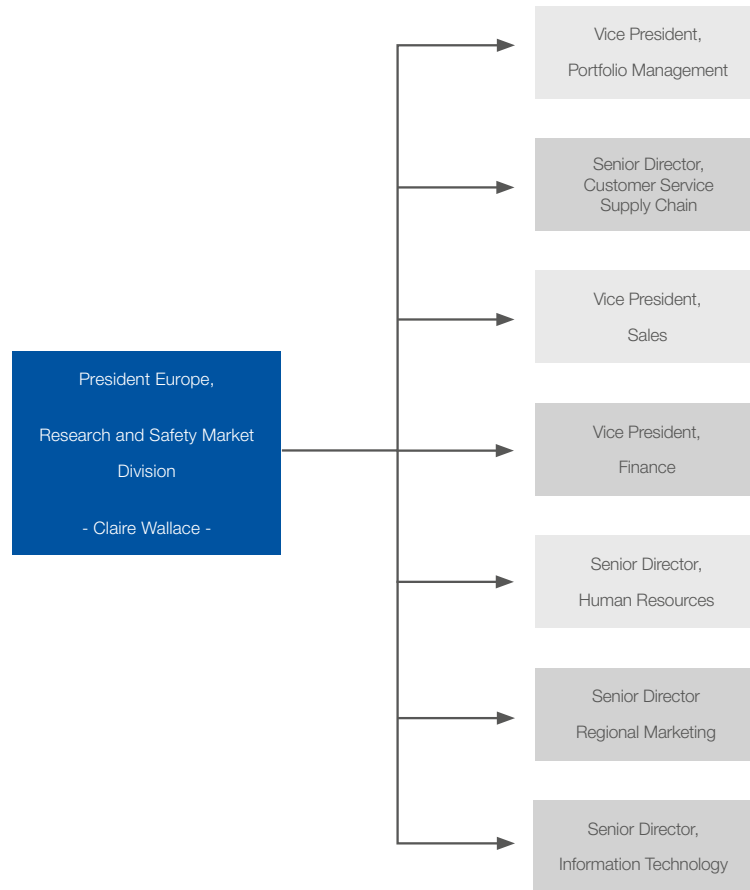 Vice President,
Portfolio Management
Senior Director,
Customer Service
Supply Chain
Vice President,
Sales
President Europe,
Research and Safety Market
Division
- Claire Wallace -
Vice President,
Finance
Senior Director,
Human Resources
Senior Director
Regional Marketing
Senior Director,
Information Technology